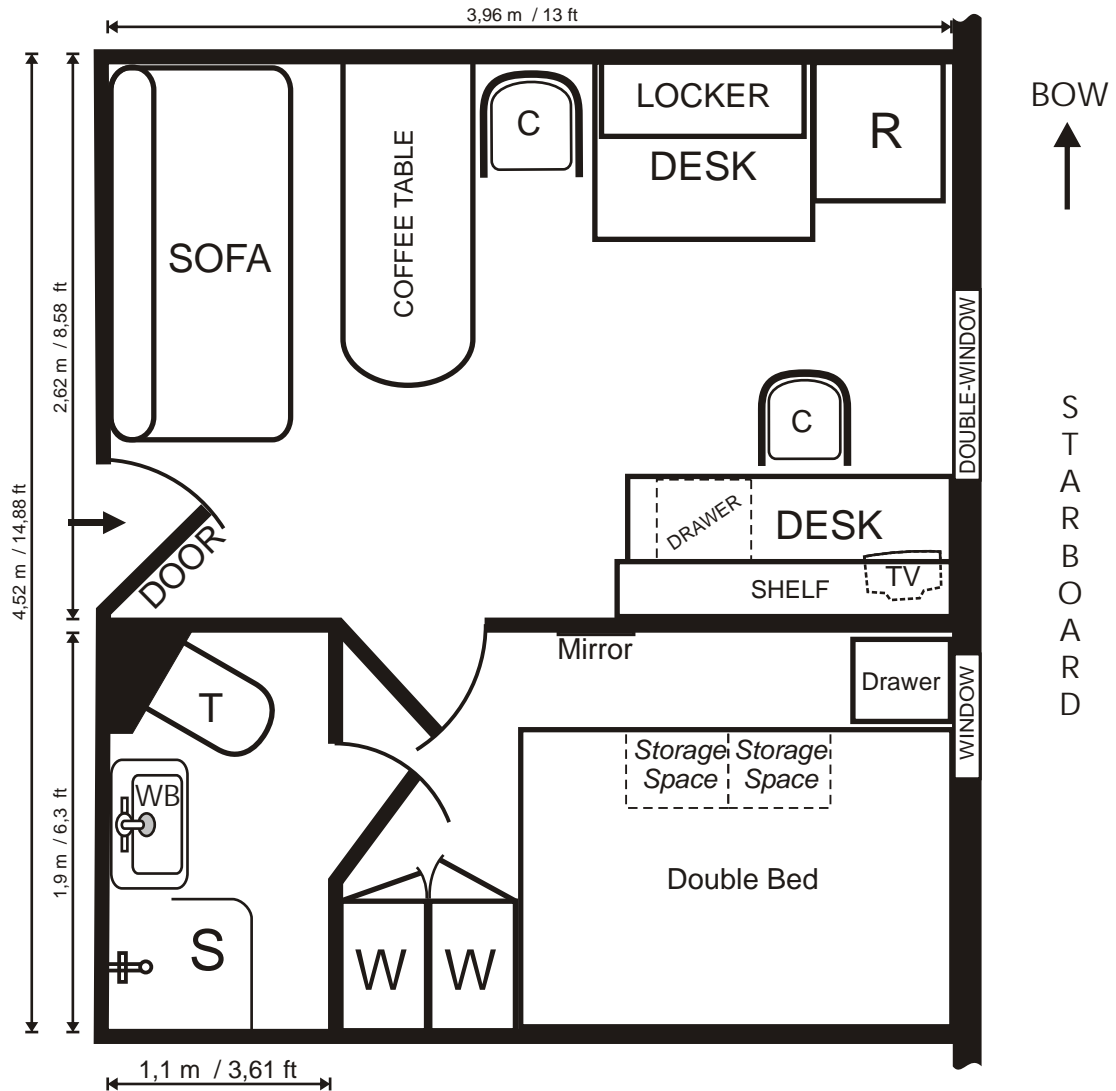 3,96 m / 13 ft
BOW
LOCKER
C
R
DESK
COFFEE TABLE
SOFA
2,62 m / 8,58 ft
DOUBLE-WINDOW
STARBOARD
C
4,52 m / 14,88 ft
DRAWER
DESK
DOOR
TV
SHELF
Mirror
Drawer
WINDOW
T
Storage Storage
Space Space
WB
1,9 m / 6,3 ft
Double Bed
S
W W
1,1 m / 3,61 ft